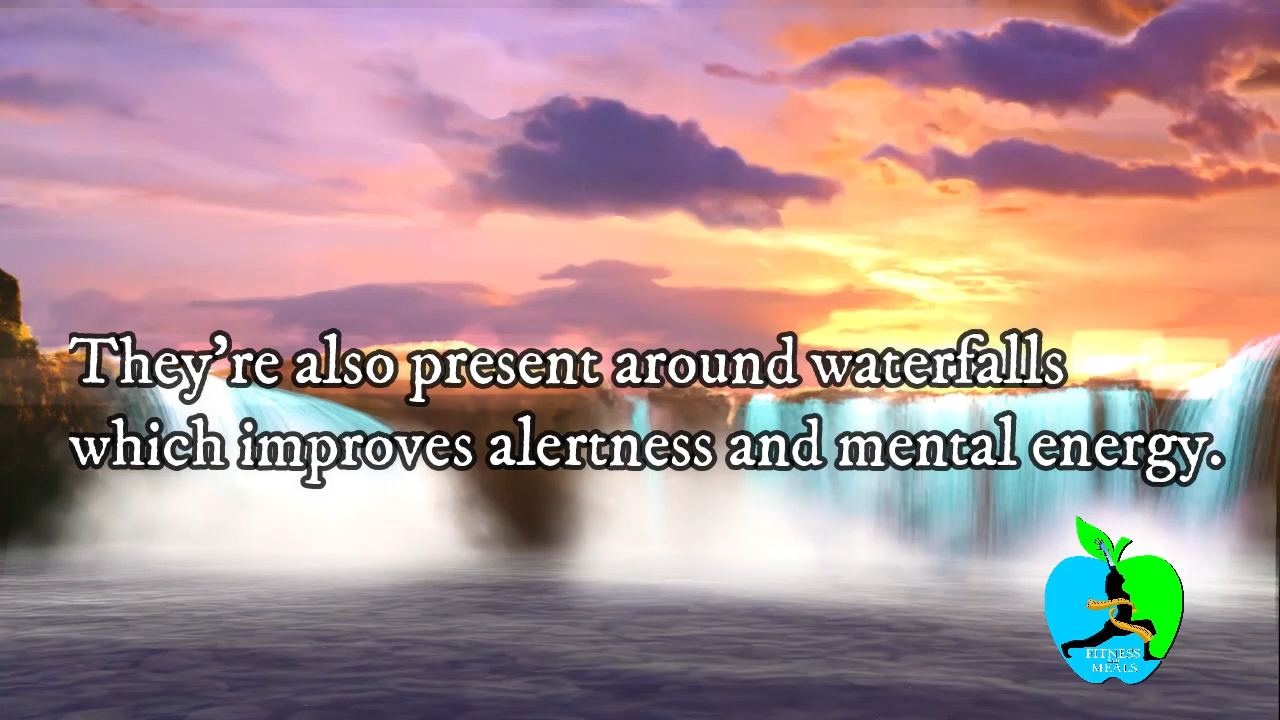 They're also present around waterfalls
which improves alertness and mental energy.
FITNESS
MEALS